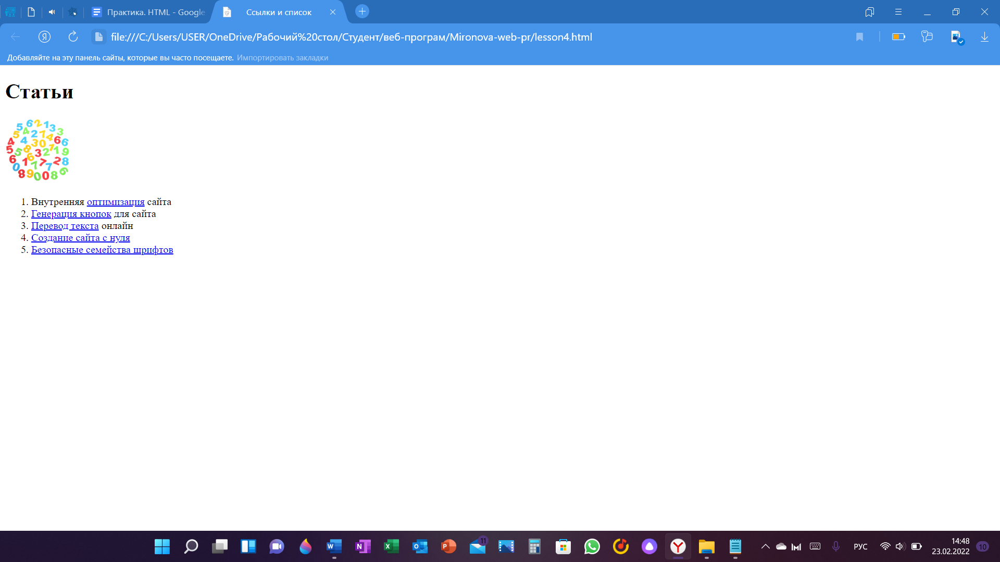 Практика. HTML - Google
Ссылки и список
file:///C:/Users/USER/OneDrive/Рабочий%20стол/Студент/веб-програм/Mironova-web-pr/lesson4.html
Добавляйте на эту панель сайты, которые вы часто посещаете. Импортировать закладки
Статьи
1. Внутренняя оптимизация сайта
2. Генерация кнопок для сайта
3. Перевод текста онлайн
4. Создание сайта с нуля
5. Безопасные семейства шрифтов
11
РУС
14:48
23.02.2022
10